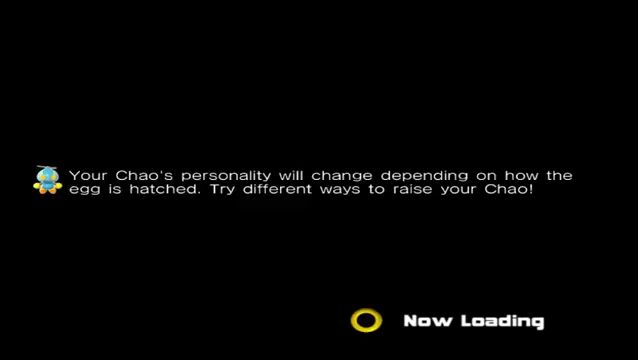 Your Chao's personality will change depending on how the
egg is hatched. Try different ways to raise your Chao!
Now Loading